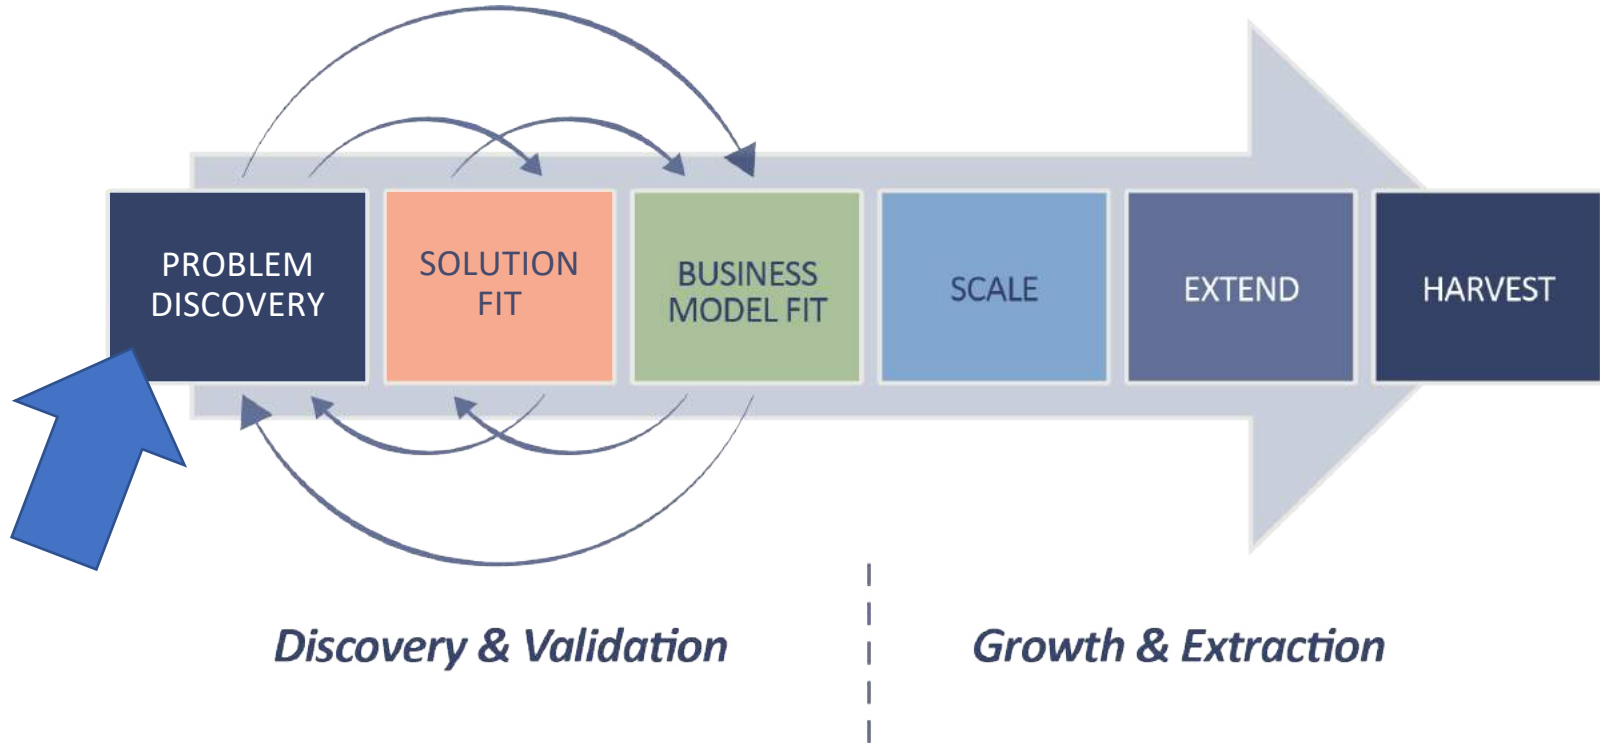 PROBLEM
DISCOVERY
SOLUTION
FIT
BUSINESS
MODEL FIT
SCALE
EXTEND
HARVEST
Discovery & Validation
Growth & Extraction